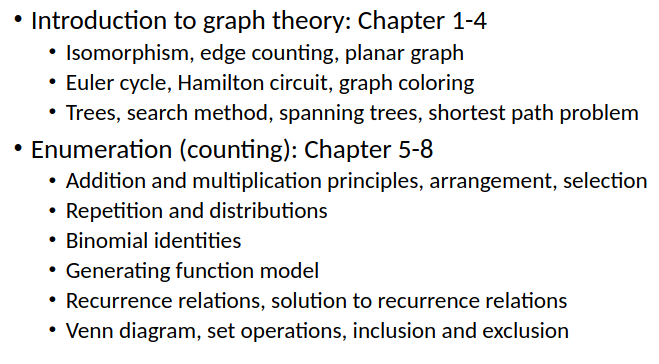 • Introduction to graph theory: Chapter 1-4
• Isomorphism, edge counting, planar graph
• Euler cycle, Hamilton circuit, graph coloring
• Trees, search method, spanning trees, shortest path problem
• Enumeration (counting): Chapter 5-8
• Addition and multiplication principles, arrangement, selection
• Repetition and distributions
• Binomial identities
• Generating function model
• Recurrence relations, solution to recurrence relations
• Venn diagram, set operations, inclusion and exclusion